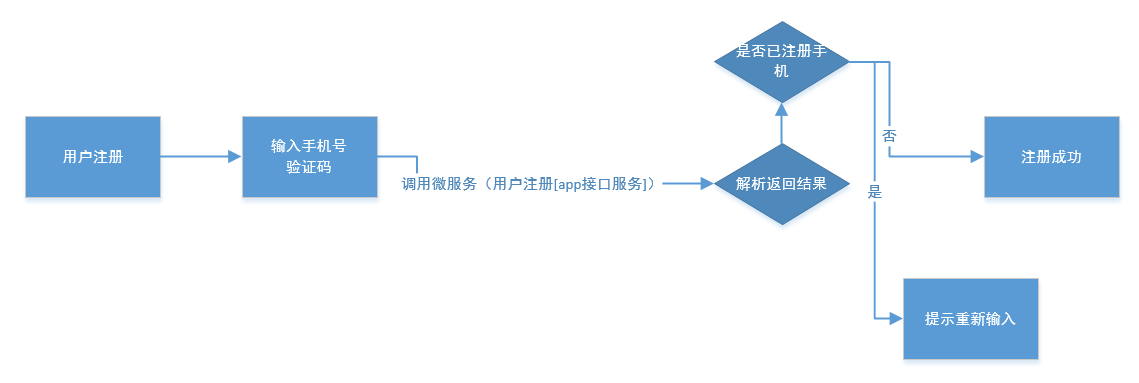 用户注册
输入手机号
验证码
调用微服务（用户注册[app接口服务]）
解析返回结果
是否已注册手
机
否
是
注册成功
提示重新输入